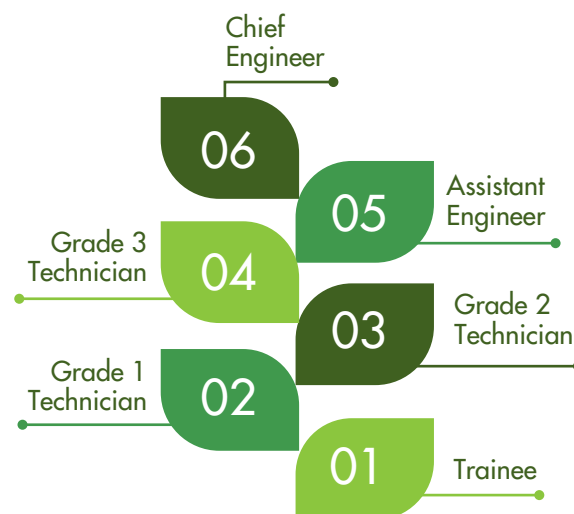 Chief
Engineer
06
Assistant
Engineer
05
Grade 3
Technician
04
Grade 2
Technician
03
Grade 1
Technician
02
Trainee
01